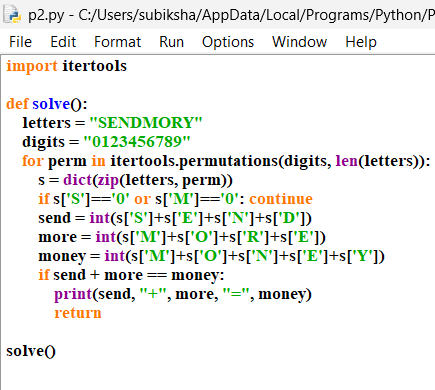 p2.py - C:/Users/subiksha/AppData/Local/Programs/Python/P
File Edit Format Run Options Window Help
import itertools
def solve():
    letters = "SENDMORY"
    digits = "0123456789"
    for perm in itertools.permutations(digits, len(letters)):
        s = dict(zip(letters, perm))
        if s['S']=='0' or s['M']=='0': continue
        send = int(s['S']+s['E']+s['N']+s['D'])
        more = int(s['M']+s['O']+s['R']+s['E'])
        money = int(s['M']+s['O']+s['N']+s['E']+s['Y'])
        if send + more == money:
            print(send, "+", more, "=", money)
            return
solve()